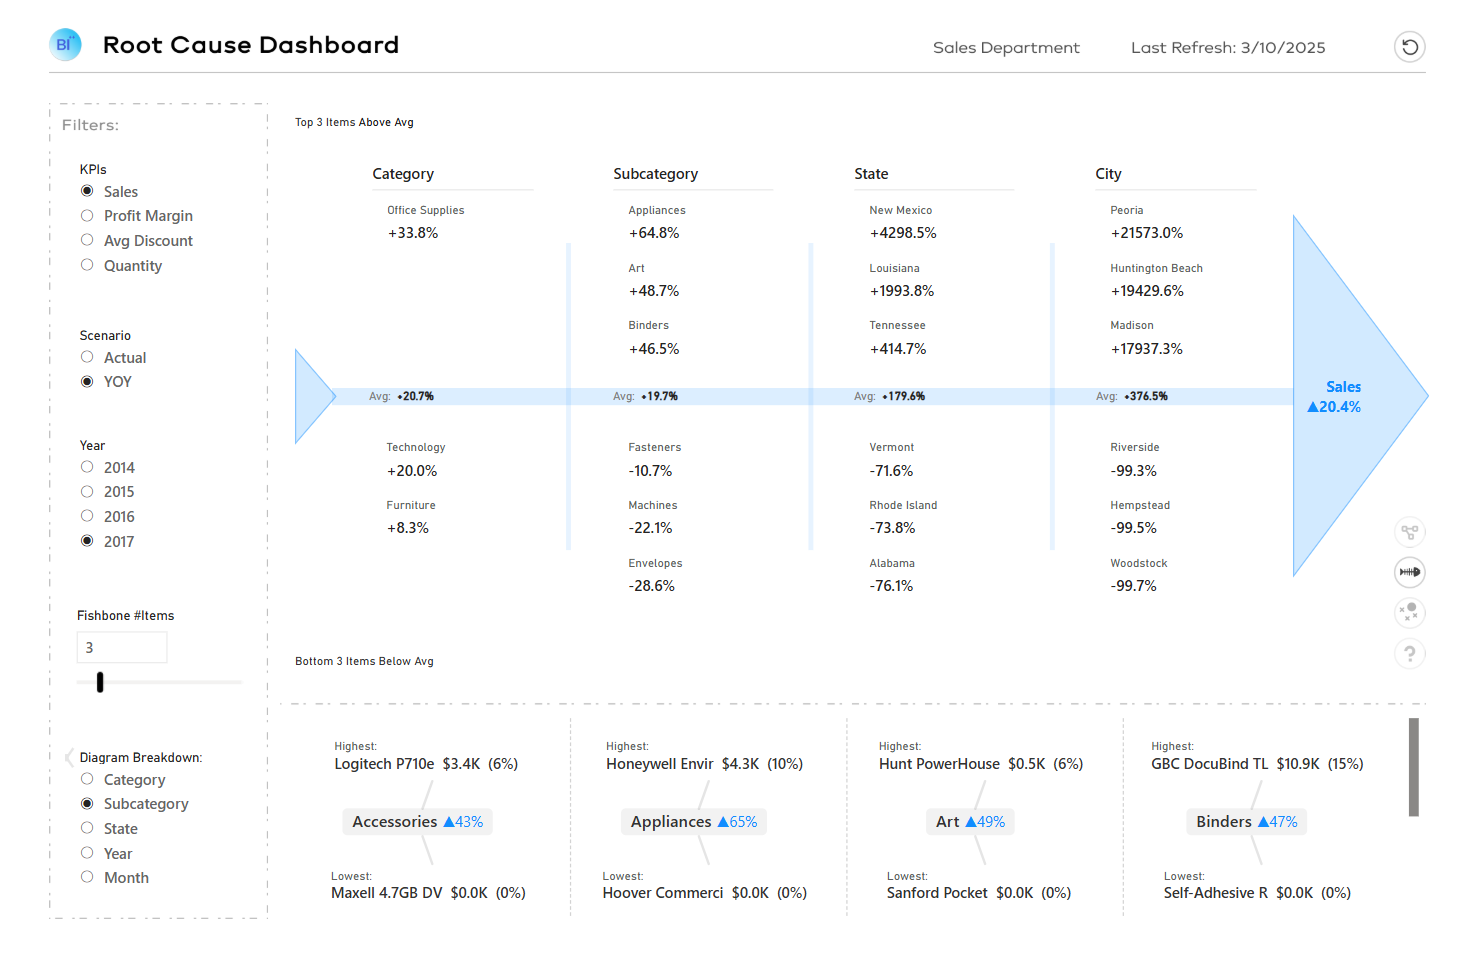 BI
Root Cause Dashboard
Sales Department
Last Refresh: 3/10/2025
Filters:
KPIs
Sales
Profit Margin
Avg Discount
Quantity
Scenario
Actual
YOY
Year
2014
2015
2016
2017
Fishbone #Items
3
Diagram Breakdown:
Category
Subcategory
State
Year
Month
Top 3 Items Above Avg
Category
Office Supplies
+33.8%
Avg: +20.7%
Technology
+20.0%
Furniture
+8.3%
Subcategory
Appliances
+64.8%
Art
+48.7%
Binders
+46.5%
Avg: +19.7%
Fasteners
-10.7%
Machines
-22.1%
Envelopes
-28.6%
State
New Mexico
+4298.5%
Louisiana
+1993.8%
Tennessee
+414.7%
Avg: +179.6%
Vermont
-71.6%
Rhode Island
-73.8%
Alabama
-76.1%
City
Peoria
+21573.0%
Huntington Beach
+19429.6%
Madison
+17937.3%
Avg: +376.5%
Riverside
-99.3%
Hempstead
-99.5%
Woodstock
-99.7%
Sales
▲20.4%
?
Bottom 3 Items Below Avg
Highest:
Logitech P710e $3.4K (6%)
Accessories ▲43%
Lowest:
Maxell 4.7GB DV $0.0K (0%)
Highest:
Honeywell Envir $4.3K (10%)
Appliances ▲65%
Lowest:
Hoover Commerci $0.0K (0%)
Highest:
Hunt PowerHouse $0.5K (6%)
Art ▲49%
Lowest:
Sanford Pocket $0.0K (0%)
Highest:
GBC DocuBind TL $10.9K (15%)
Binders ▲47%
Lowest:
Self-Adhesive R $0.0K (0%)